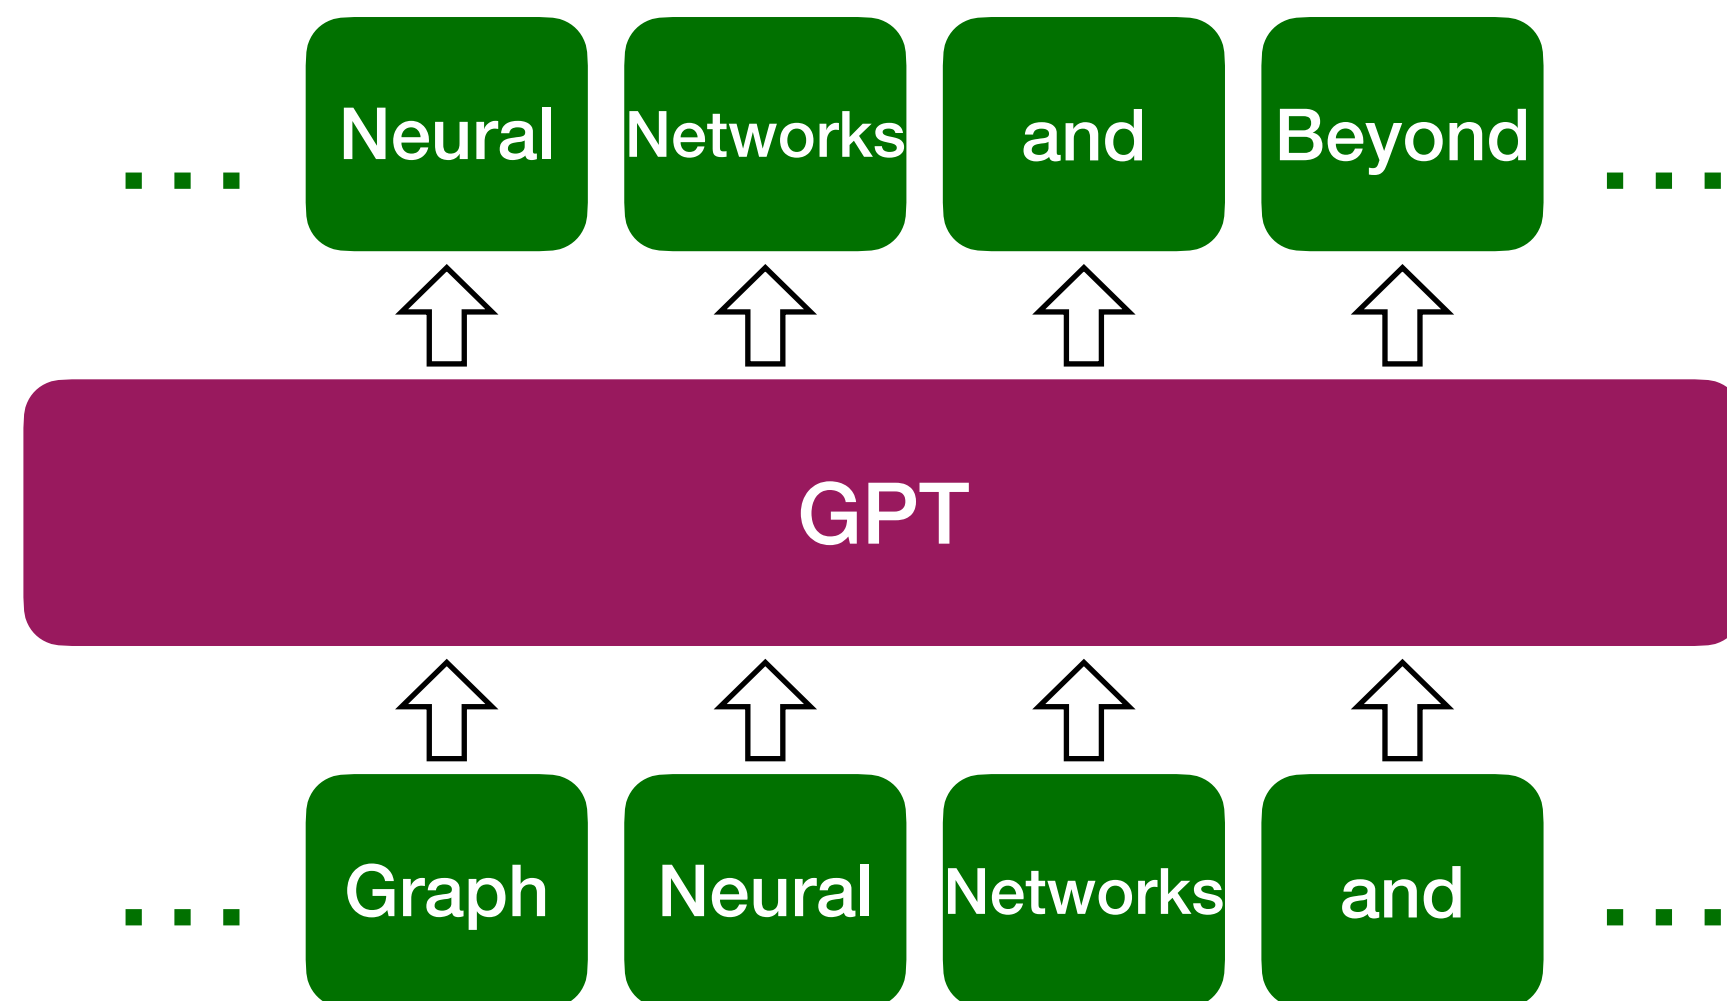 ... Neural Networks and Beyond ...
GPT
... Graph Neural Networks and ...